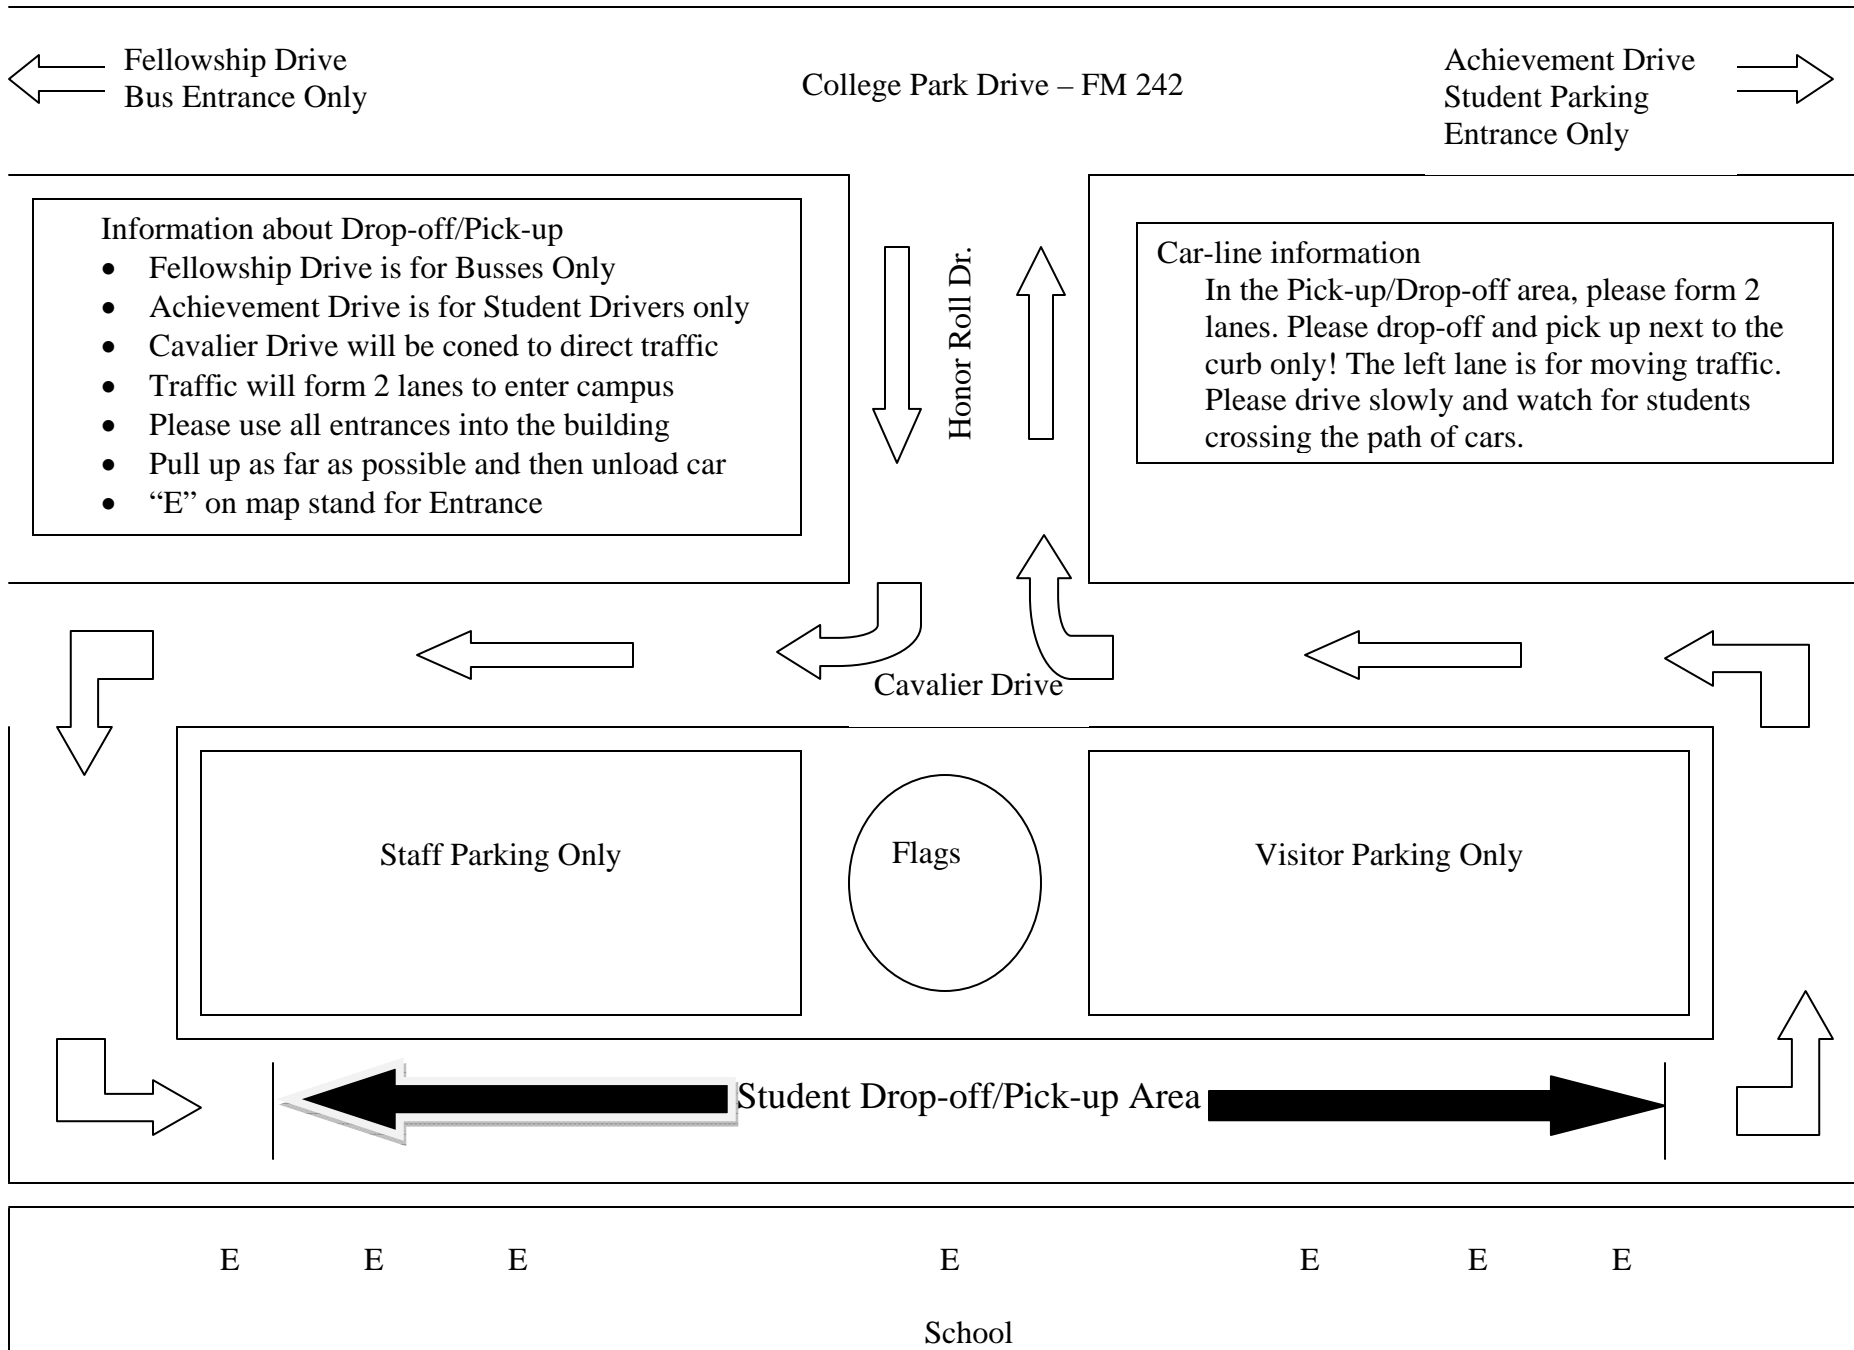 Fellowship Drive
Bus Entrance Only
College Park Drive – FM 242
Achievement Drive
Student Parking
Entrance Only
Information about Drop-off/Pick-up
• Fellowship Drive is for Busses Only
• Achievement Drive is for Student Drivers only
• Cavalier Drive will be coned to direct traffic
• Traffic will form 2 lanes to enter campus
• Please use all entrances into the building
• Pull up as far as possible and then unload car
• “E” on map stand for Entrance
Honor Roll Dr.
Car-line information
In the Pick-up/Drop-off area, please form 2
lanes. Please drop-off and pick up next to the
curb only! The left lane is for moving traffic.
Please drive slowly and watch for students
crossing the path of cars.
Cavalier Drive
Staff Parking Only
Flags
Visitor Parking Only
Student Drop-off/Pick-up Area
E E E E E E E
School